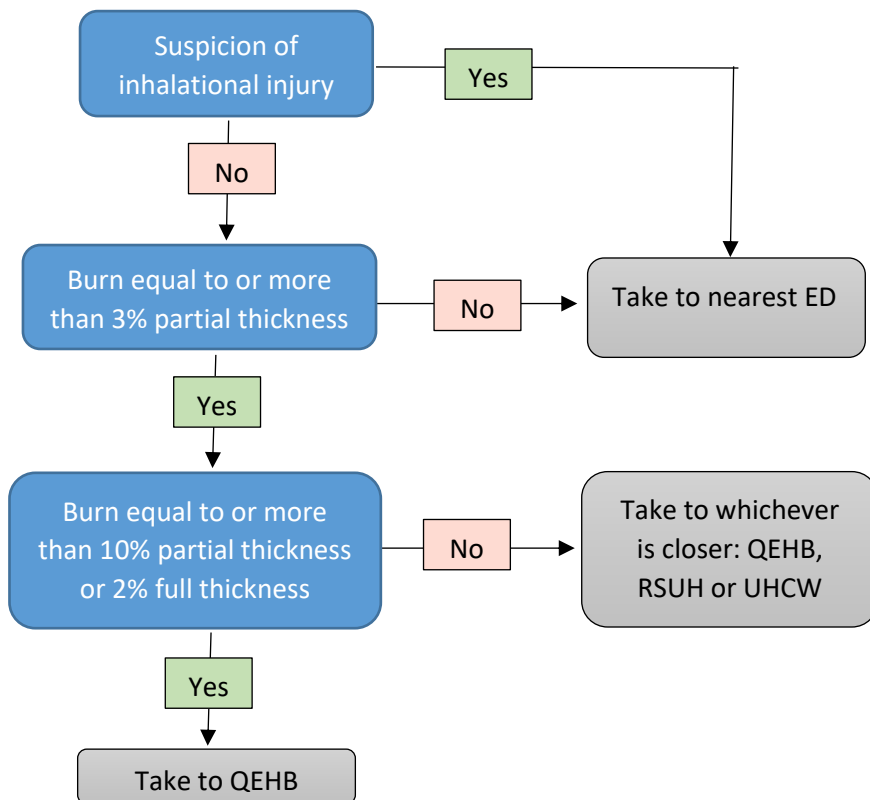 Suspicion of
inhalational injury
Yes
No
Burn equal to or more
than 3% partial thickness
No
Take to nearest ED
Yes
Burn equal to or more
than 10% partial thickness
or 2% full thickness
No
Take to whichever
is closer: QEHB,
RSUH or UHCW
Yes
Take to QEHB